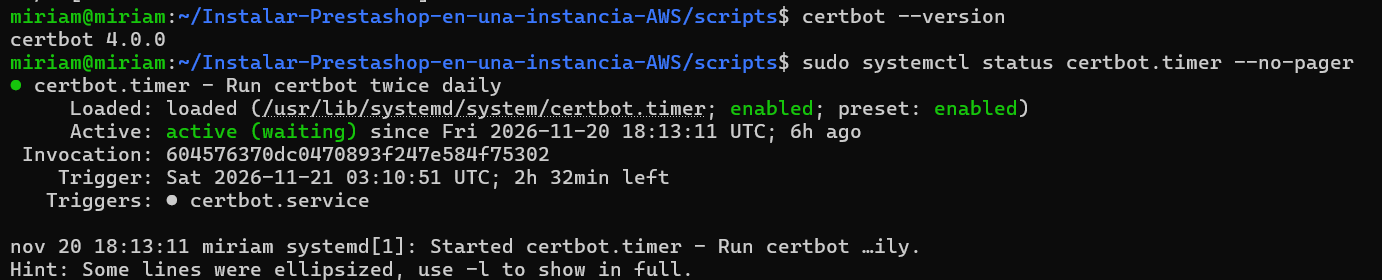 miriam@miriam:~/Instalar-Prestashop-en-una-instancia-AWS/scripts$ certbot --version
certbot 4.0.0
miriam@miriam:~/Instalar-Prestashop-en-una-instancia-AWS/scripts$ sudo systemctl status certbot.timer --no-pager
● certbot.timer - Run certbot twice daily
     Loaded: loaded (/usr/lib/systemd/system/certbot.timer; enabled; preset: enabled)
     Active: active (waiting) since Fri 2026-11-20 18:13:11 UTC; 6h ago
 Invocation: 604576370dc0470893f247e584f75302
    Trigger: Sat 2026-11-21 03:10:51 UTC; 2h 32min left
   Triggers: ● certbot.service

nov 20 18:13:11 miriam systemd[1]: Started certbot.timer - Run certbot …ily.
Hint: Some lines were ellipsized, use -l to show in full.